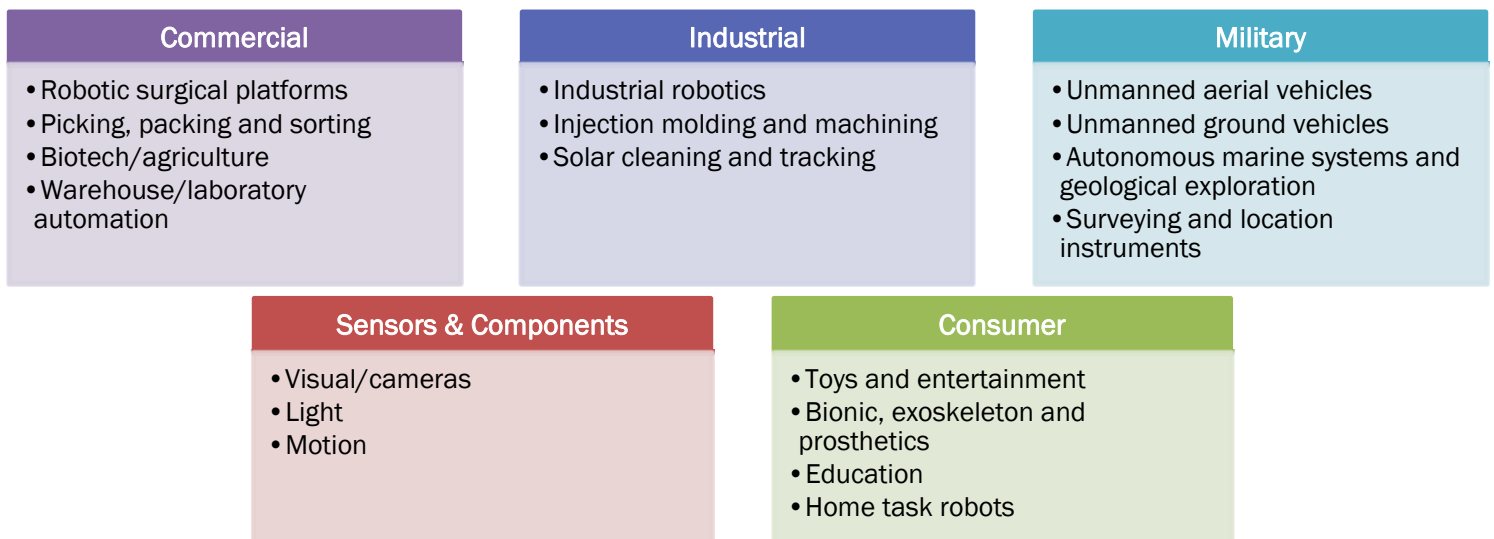 Commercial
•Robotic surgical platforms
•Picking, packing and sorting
•Biotech/agriculture
•Warehouse/laboratory
automation
Industrial
•Industrial robotics
•Injection molding and machining
•Solar cleaning and tracking
Military
•Unmanned aerial vehicles
•Unmanned ground vehicles
•Autonomous marine systems and
geological exploration
•Surveying and location
instruments
Sensors & Components
•Visual/cameras
•Light
•Motion
Consumer
•Toys and entertainment
•Bionic, exoskeleton and
prosthetics
•Education
•Home task robots